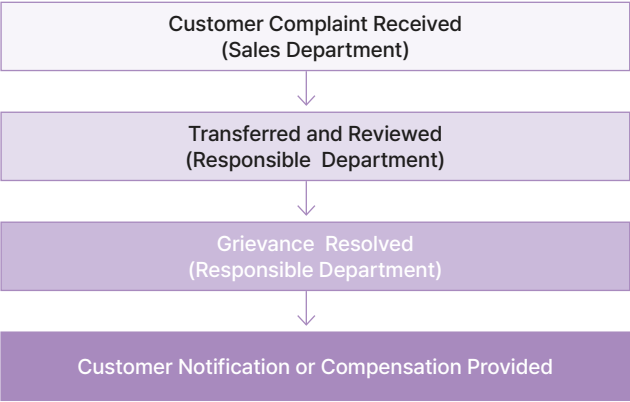 Customer Complaint Received
(Sales Department)
Transferred and Reviewed
(Responsible Department)
Grievance Resolved
(Responsible Department)
Customer Notification or Compensation Provided